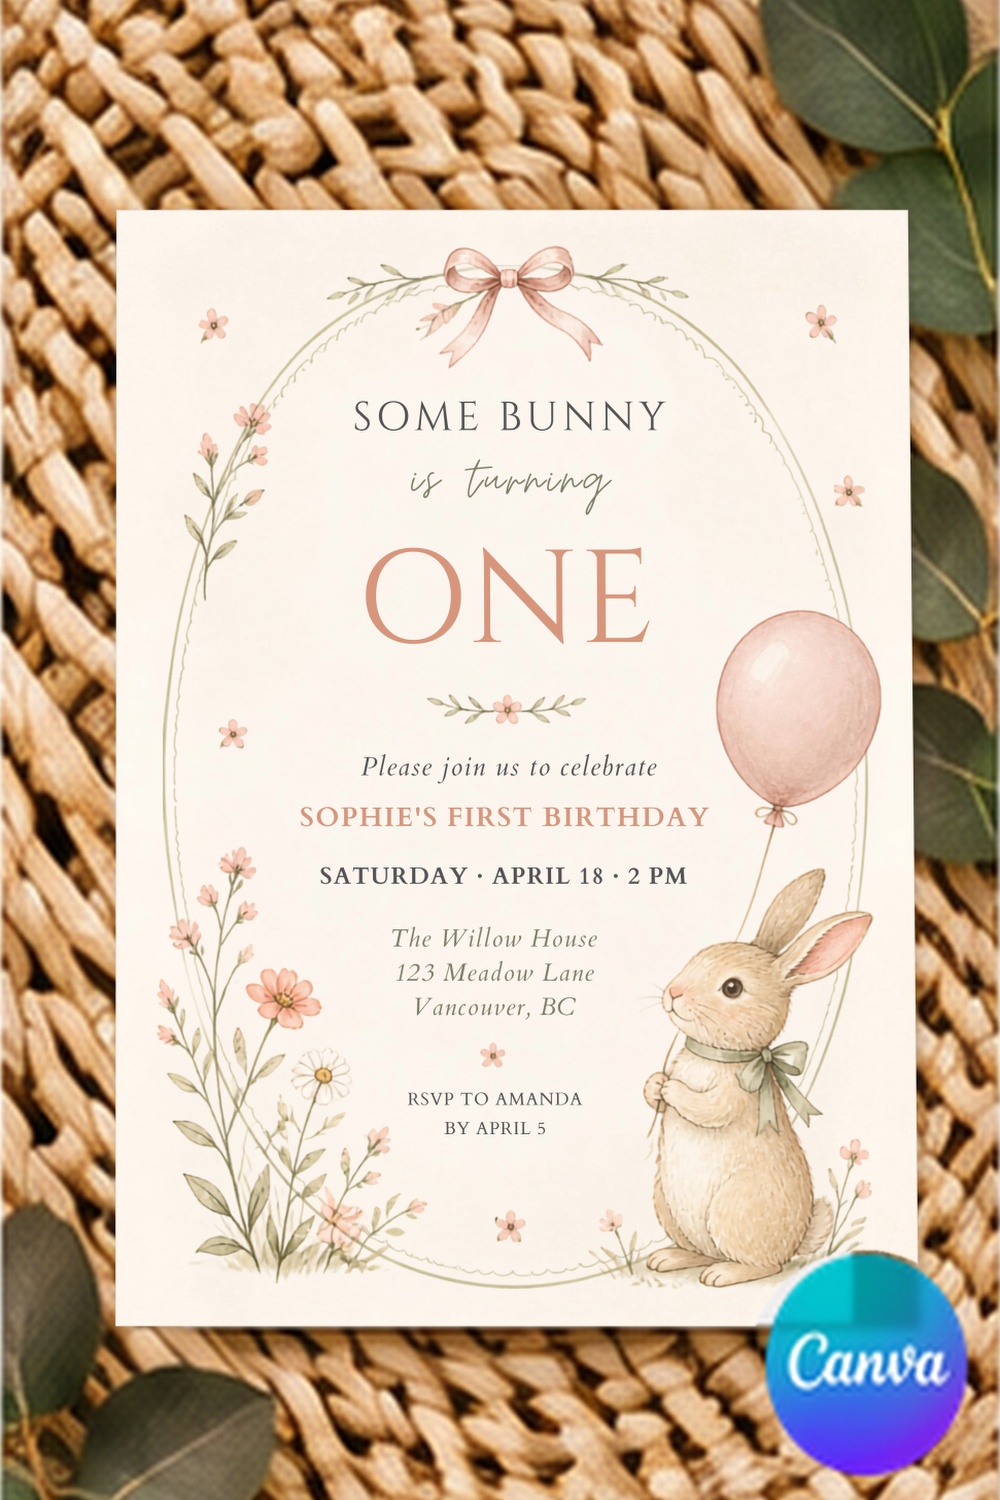 SOME BUNNY
is turning
ONE
Please join us to celebrate
SOPHIE'S FIRST BIRTHDAY
SATURDAY · APRIL 18 · 2 PM
The Willow House
123 Meadow Lane
Vancouver, BC
RSVP TO AMANDA
BY APRIL 5
Canva